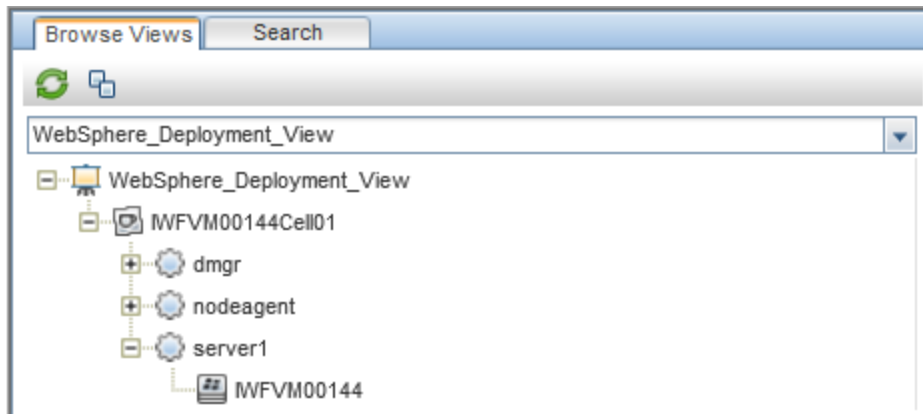 Browse Views
Search
WebSphere_Deployment_View
WebSphere_Deployment_View
IWFVM00144Cell01
dmgr
nodeagent
server1
IWFVM00144